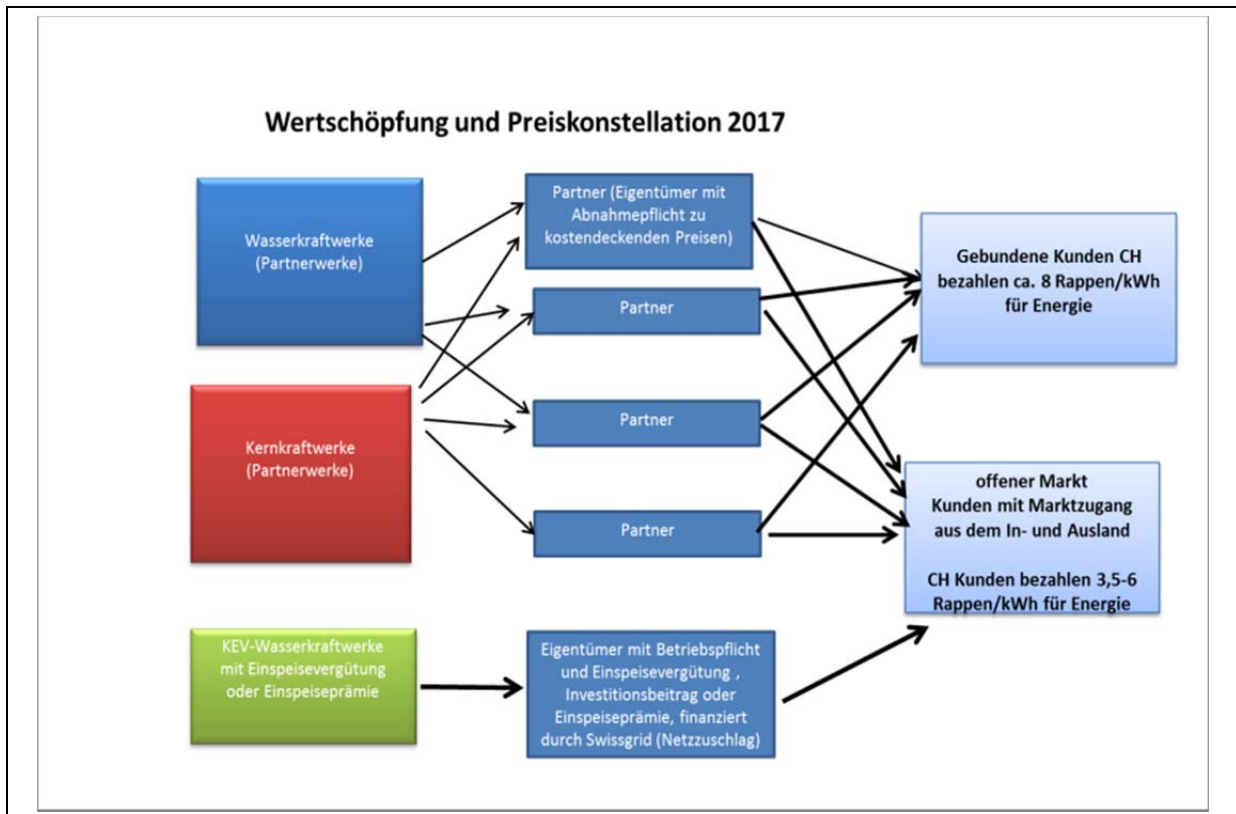 Wertschöpfung und Preiskonstellation 2017
Wasserkraftwerke
(Partnerwerke)
Kernkraftwerke
(Partnerwerke)
KEV-Wasserkraftwerke
mit Einspeisevergütung
oder Einspeiseprämie
Partner (Eigentümer mit
Abnahmepflicht zu
kostendeckenden Preisen)
Partner
Partner
Partner
Eigentümer mit Betriebspflicht
und Einspeisevergütung ,
Investitionsbeitrag oder
Einspeiseprämie, finanziert
durch Swissgrid (Netzzuschlag)
Gebundene Kunden CH
bezahlen ca. 8 Rappen/kWh
für Energie
offener Markt
Kunden mit Marktzugang
aus dem In- und Ausland
CH Kunden bezahlen 3,5-6
Rappen/kWh für Energie